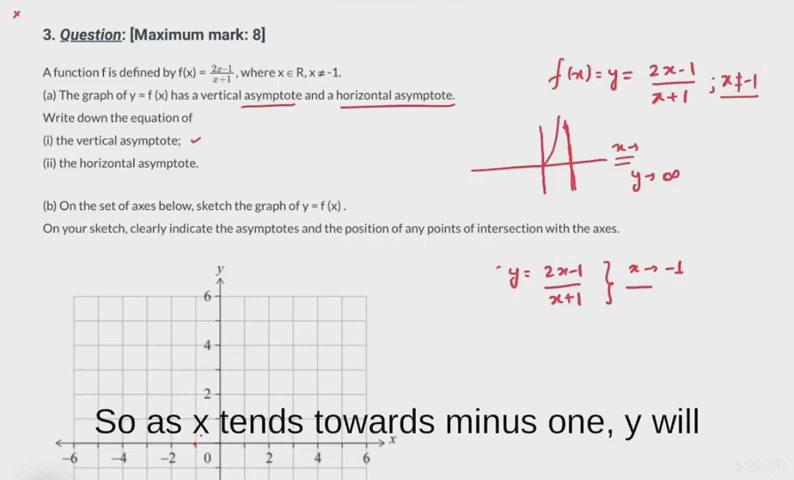 3. Question: [Maximum mark: 8]
A function f is defined by f(x) = 2x−1/x+1, where x ∈ R, x ≠ -1.
(a) The graph of y = f (x) has a vertical asymptote and a horizontal asymptote.
Write down the equation of
(i) the vertical asymptote;
(ii) the horizontal asymptote.
(b) On the set of axes below, sketch the graph of y = f (x) .
On your sketch, clearly indicate the asymptotes and the position of any points of intersection with the axes.
f(x) = y = 2x-1/x+1 ; x≠-1
x→
y→∞
y = 2x-1/x+1 } x→ -1
y
6
4
2
x
−6 −4 −2 0 2 4 6
So as x tends towards minus one, y will